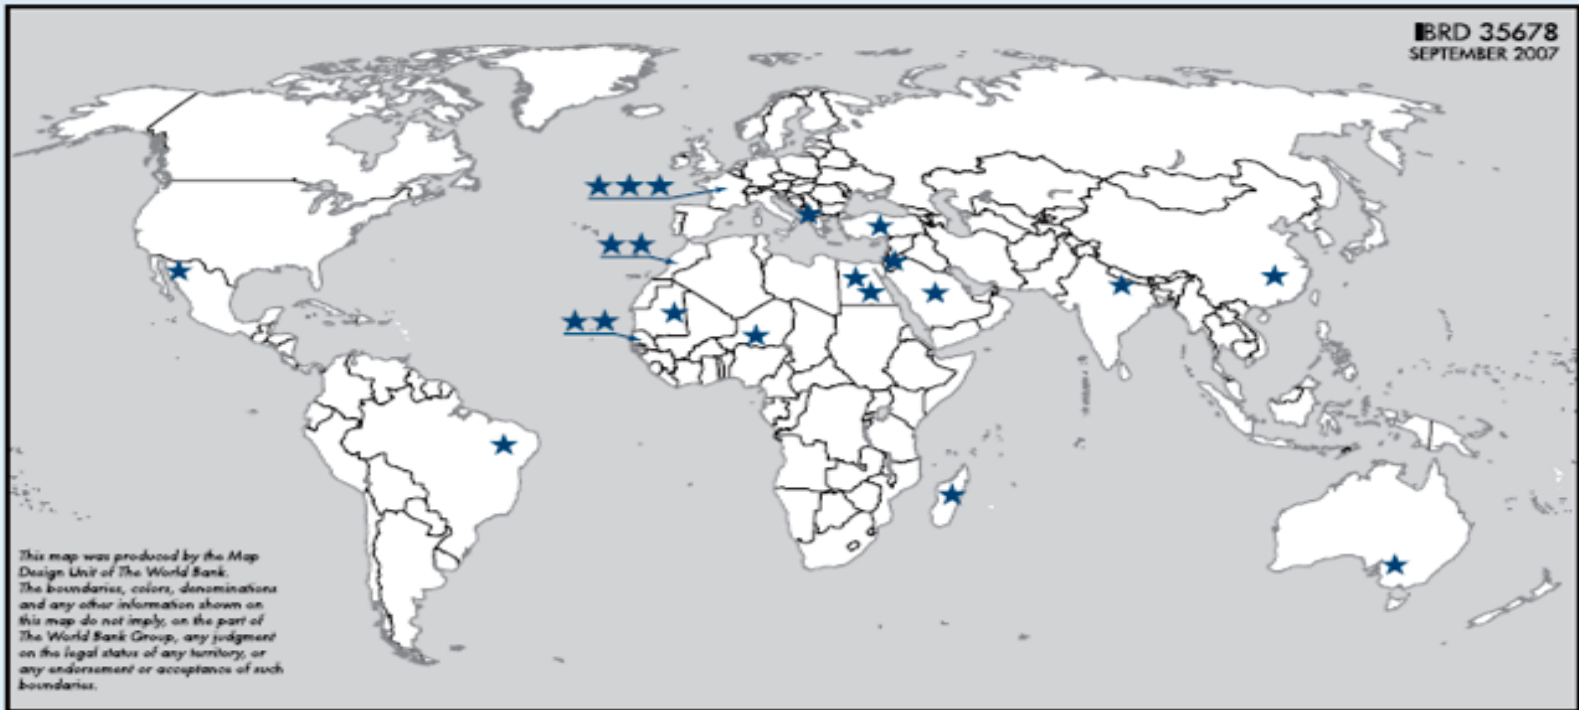 IBRD 35678
SEPTEMBER 2007
This map was produced by the Map
Design Unit of The World Bank.
The boundaries, colors, denominations
and any other information shown on
this map do not imply, on the part of
The World Bank Group, any judgment
on the legal status of any territory, or
any endorsement or acceptance of such
boundaries.